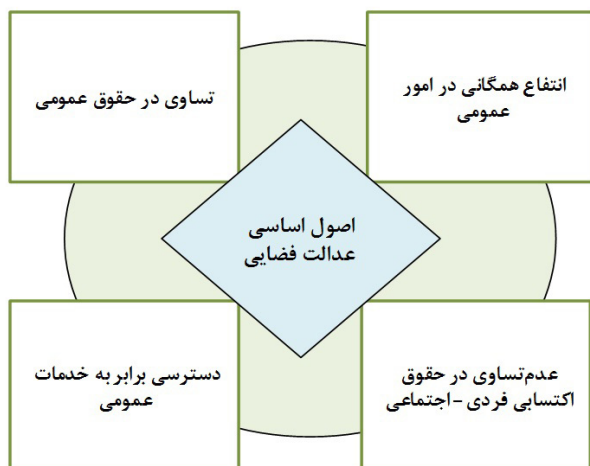 انتفاع همگانی در امور
عمومی
تساوی در حقوق عمومی
اصول اساسی
عدالت فضایی
عدم‌تساوی در حقوق
اکتسابی فردی -اجتماعی
دسترسی برابر به خدمات
عمومی